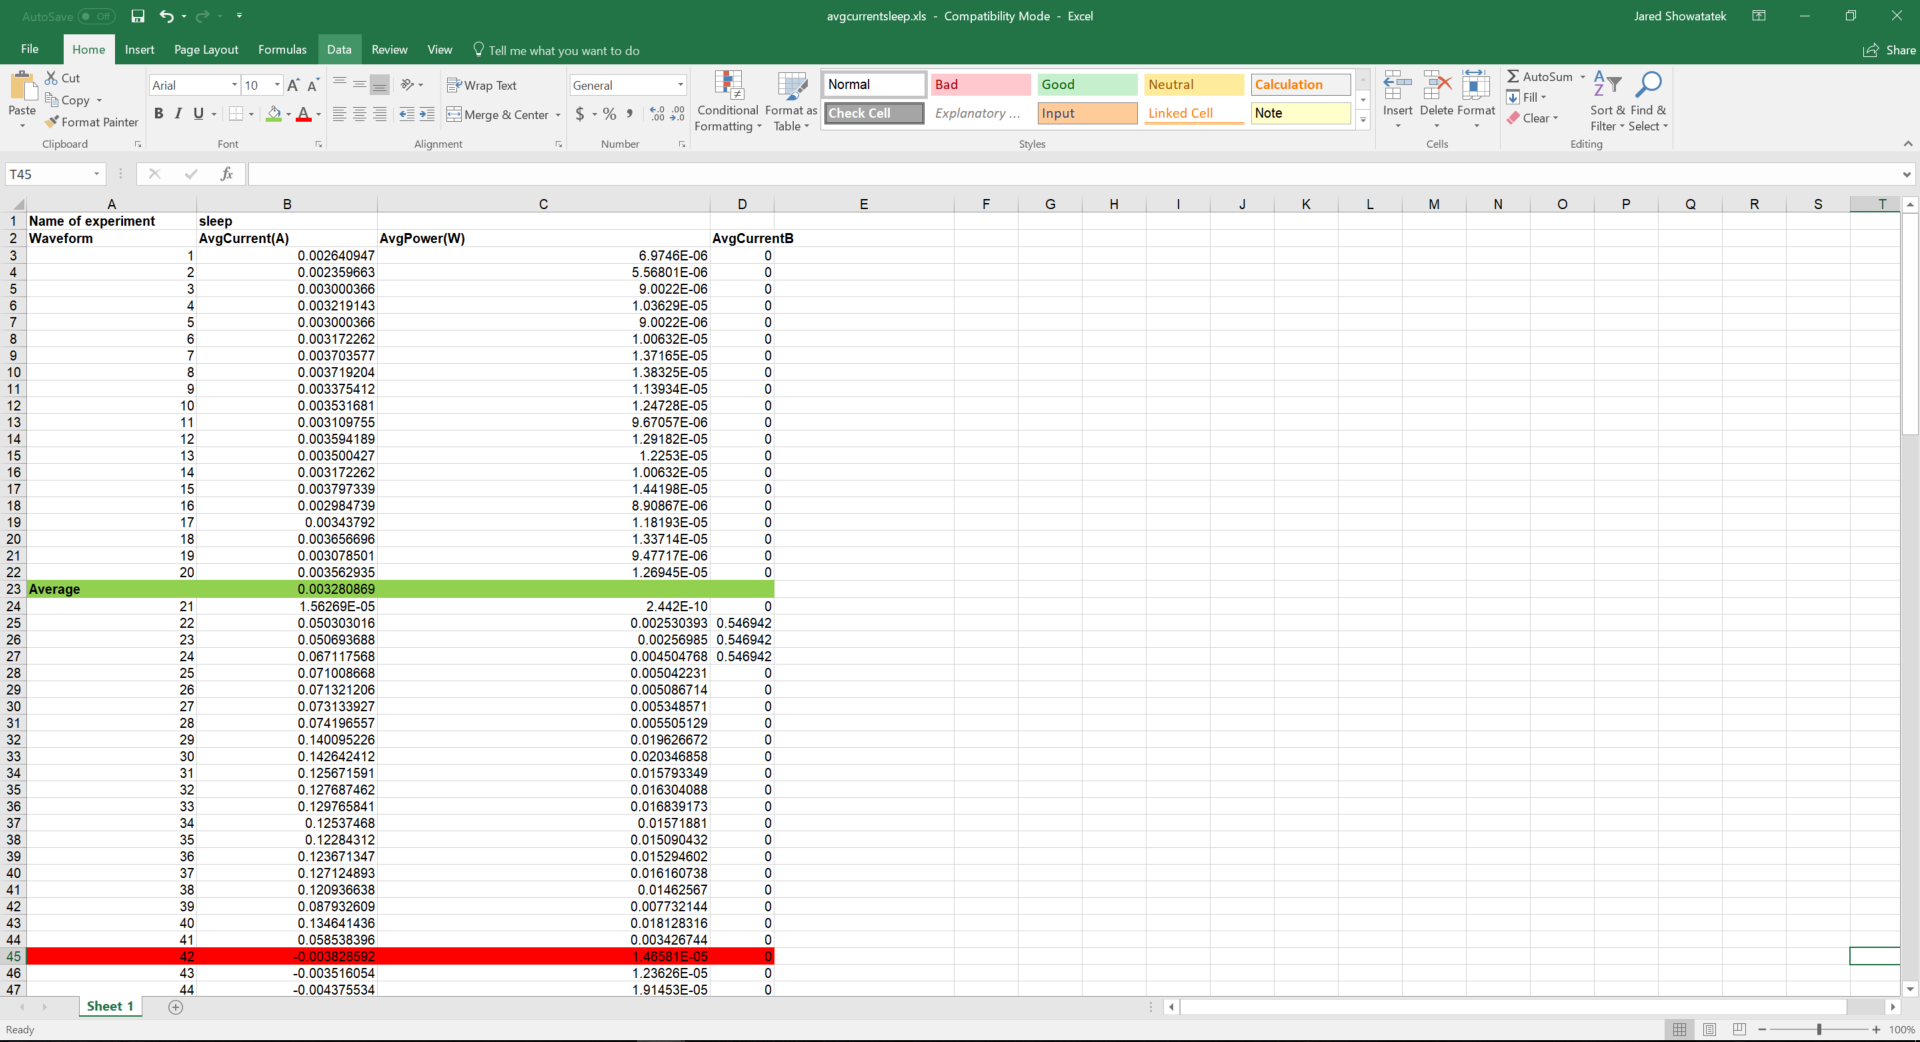 AutoSave Off
avgcurrentsleep.xls - Compatibility Mode - Excel
Jared Showatatek
File Home Insert Page Layout Formulas Data Review View Tell me what you want to do Share
Cut
Copy
Format Painter
Paste
Clipboard
Arial 10
B I U
Font
Wrap Text
Merge & Center
Alignment
General
$ % ,
Number
Conditional Formatting
Format as Table
Normal Bad Good Neutral Calculation
Check Cell Explanatory ... Input Linked Cell Note
Styles
Insert Delete Format
Cells
AutoSum
Fill
Clear
Sort & Filter
Find & Select
Editing
T45 fx
A B C D E F G H I J K L M N O P Q R S T
1 Name of experiment sleep
2 Waveform AvgCurrent(A) AvgPower(W) AvgCurrentB
3 1 0.002640947 6.9746E-06 0
4 2 0.002359663 5.56801E-06 0
5 3 0.003000366 9.0022E-06 0
6 4 0.003219143 1.03629E-05 0
7 5 0.003000366 9.0022E-06 0
8 6 0.003172262 1.00632E-05 0
9 7 0.003703577 1.37165E-05 0
10 8 0.003719204 1.38325E-05 0
11 9 0.003375412 1.13934E-05 0
12 10 0.003531681 1.24728E-05 0
13 11 0.003109755 9.67057E-06 0
14 12 0.003594189 1.29182E-05 0
15 13 0.003500427 1.2253E-05 0
16 14 0.003172262 1.00632E-05 0
17 15 0.003797339 1.44198E-05 0
18 16 0.002984739 8.90867E-06 0
19 17 0.00343792 1.18193E-05 0
20 18 0.003656696 1.33714E-05 0
21 19 0.003078501 9.47717E-06 0
22 20 0.003562935 1.26945E-05 0
23 Average 0.003280869
24 21 1.56269E-05 2.442E-10 0
25 22 0.050303016 0.002530393 0.546942
26 23 0.050693688 0.00256985 0.546942
27 24 0.067117568 0.004504768 0.546942
28 25 0.071008668 0.005042231 0
29 26 0.071321206 0.005086714 0
30 27 0.073133927 0.005348571 0
31 28 0.074196557 0.005505129 0
32 29 0.140095226 0.019626672 0
33 30 0.142642412 0.020346858 0
34 31 0.125671591 0.015793349 0
35 32 0.127687462 0.016304088 0
36 33 0.129765841 0.016839173 0
37 34 0.12537468 0.01571881 0
38 35 0.12284312 0.015090432 0
39 36 0.123671347 0.015294602 0
40 37 0.127124893 0.016160738 0
41 38 0.120936638 0.01462567 0
42 39 0.087932609 0.007732144 0
43 40 0.134641436 0.018128316 0
44 41 0.058538396 0.003426744 0
45 42 -0.003828592 1.46581E-05 0
46 43 -0.003516054 1.23626E-05 0
47 44 -0.004375534 1.91453E-05 0
Sheet 1
Ready
100%